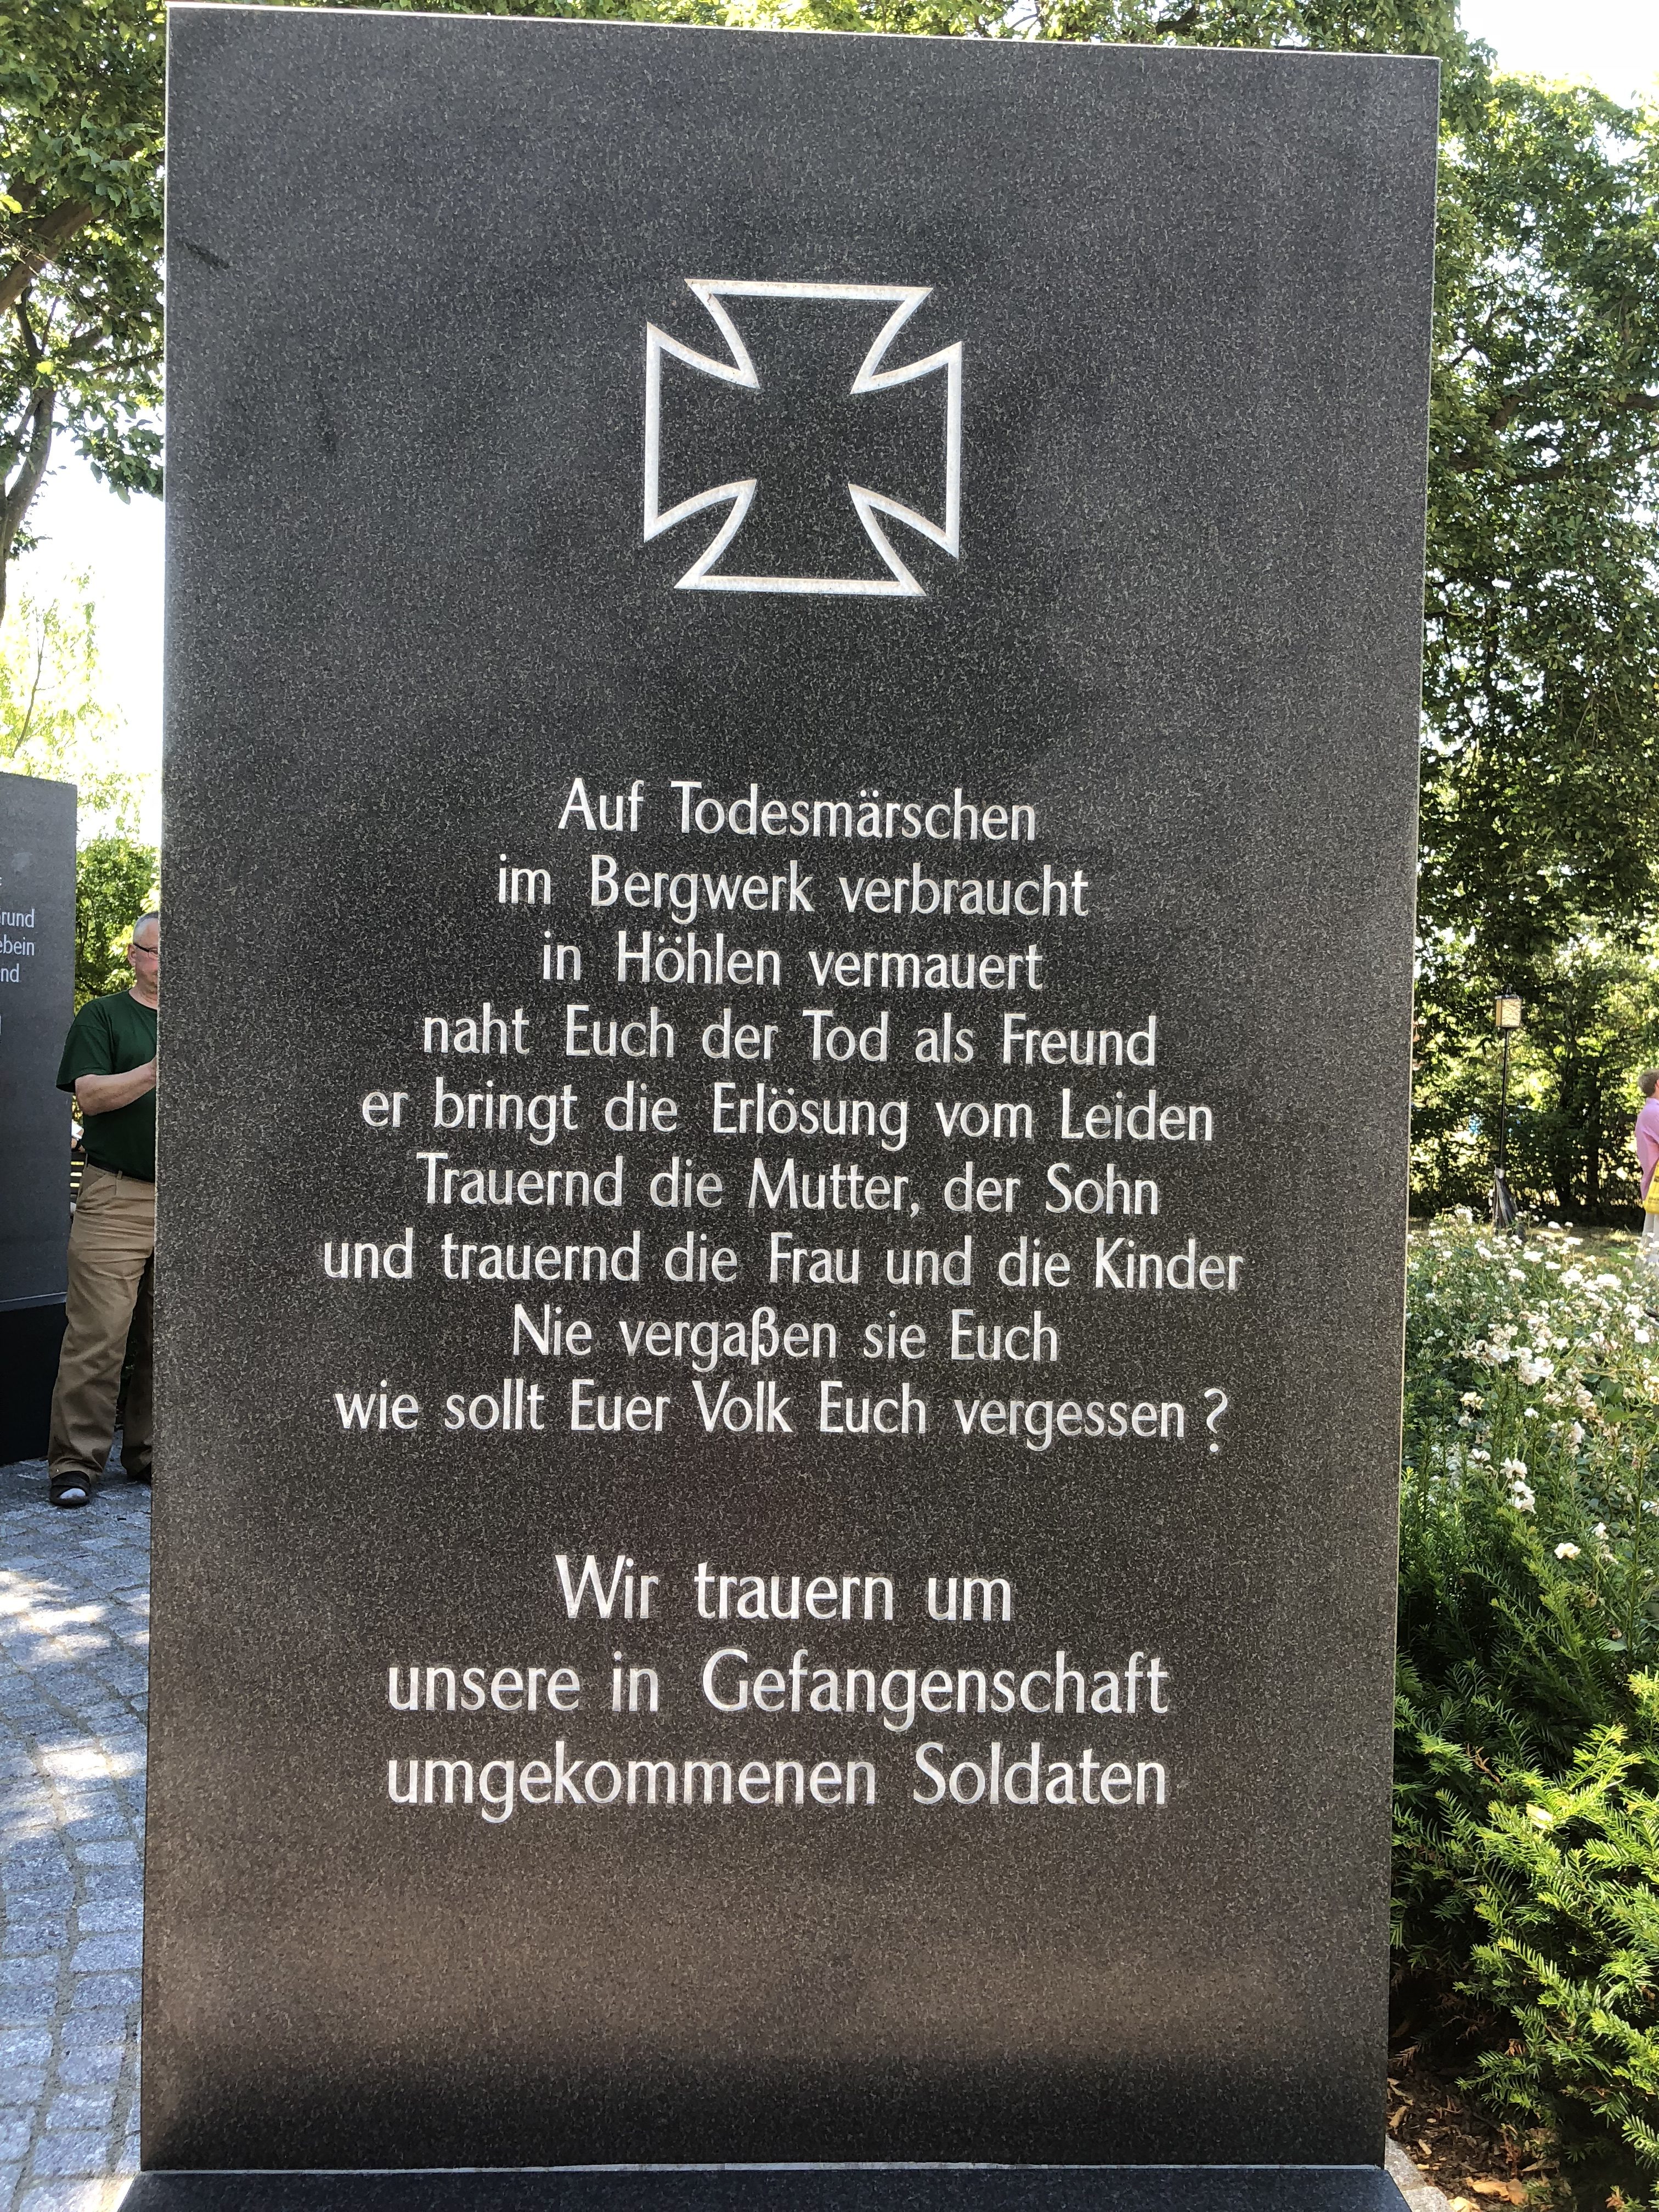 Auf Todesmärschen
im Bergwerk verbraucht
in Höhlen vermauert
naht Euch der Tod als Freund
er bringt die Erlösung vom Leiden
Trauernd die Mutter, der Sohn
und trauernd die Frau und die Kinder
Nie vergaßen sie Euch
wie sollt Euer Volk Euch vergessen ?
Wir trauern um
unsere in Gefangenschaft
umgekommenen Soldaten